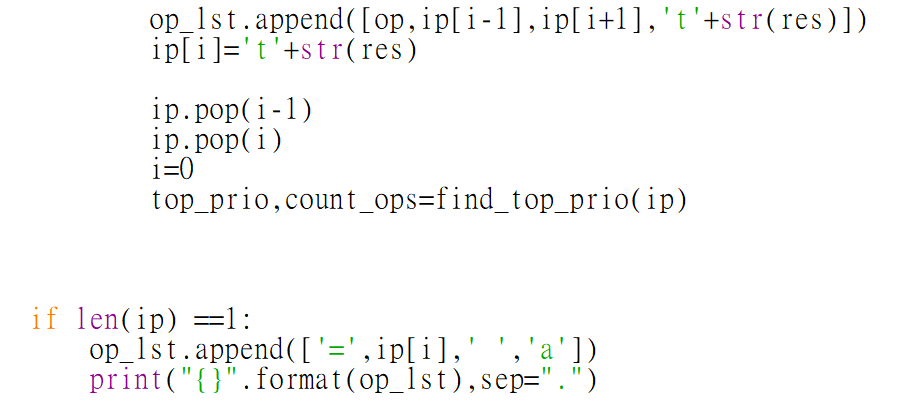 op_lst.append([op,ip[i-1],ip[i+1],'t'+str(res)])
ip[i]='t'+str(res)
ip.pop(i-1)
ip.pop(i)
i=0
top_prio,count_ops=find_top_prio(ip)
if len(ip) ==1:
op_lst.append(['=',ip[i],' ','a'])
print("{}".format(op_lst),sep=".")